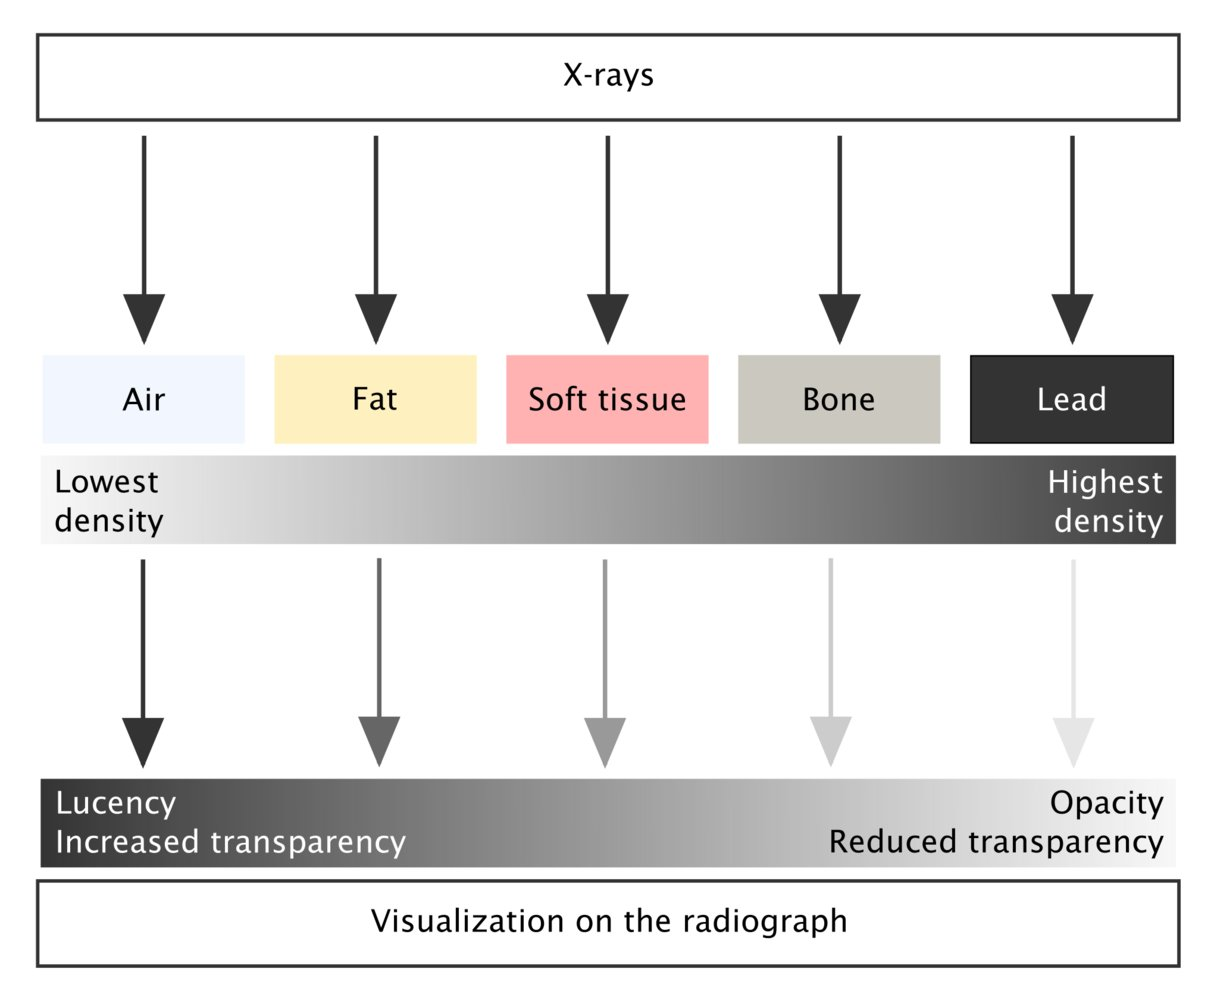 X-rays
Air
Fat
Soft tissue
Bone
Lead
Lowest
density
Highest
density
Lucency
Increased transparency
Opacity
Reduced transparency
Visualization on the radiograph